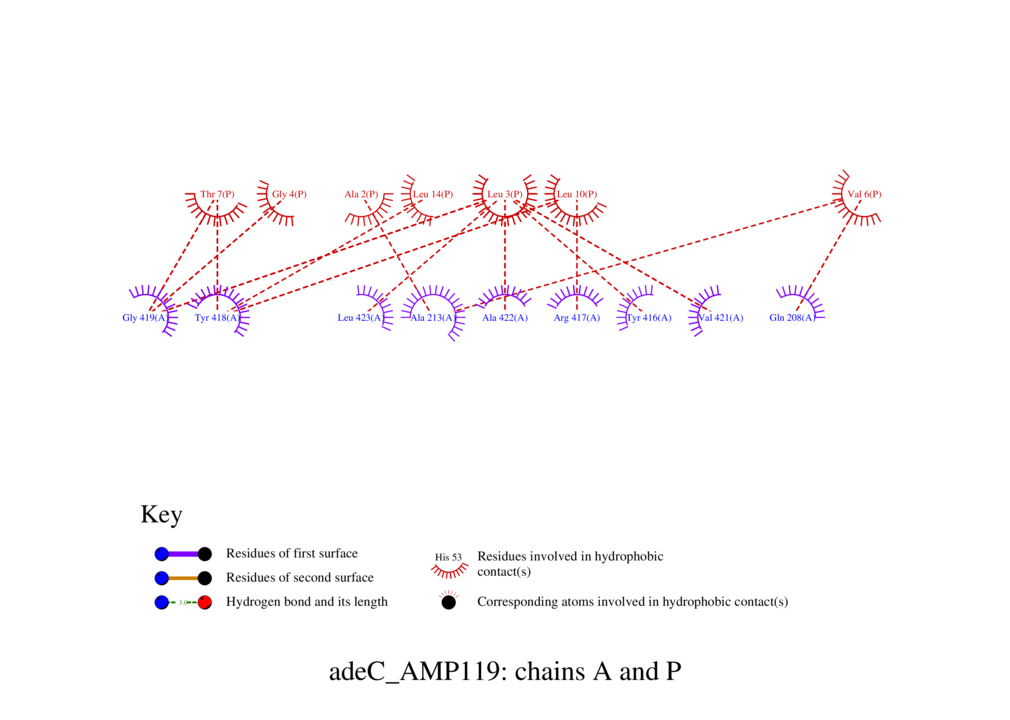 Thr 7(P) Gly 4(P) Ala 2(P) Leu 14(P) Leu 3(P) Leu 10(P) Val 6(P)
Gly 419(A) Tyr 418(A) Leu 423(A) Ala 213(A) Ala 422(A) Arg 417(A) Tyr 416(A) Val 421(A) Gln 208(A)
Key
Residues of first surface
Residues of second surface
3.0
Hydrogen bond and its length
His 53
Residues involved in hydrophobic
contact(s)
Corresponding atoms involved in hydrophobic contact(s)
adeC_AMP119: chains A and P